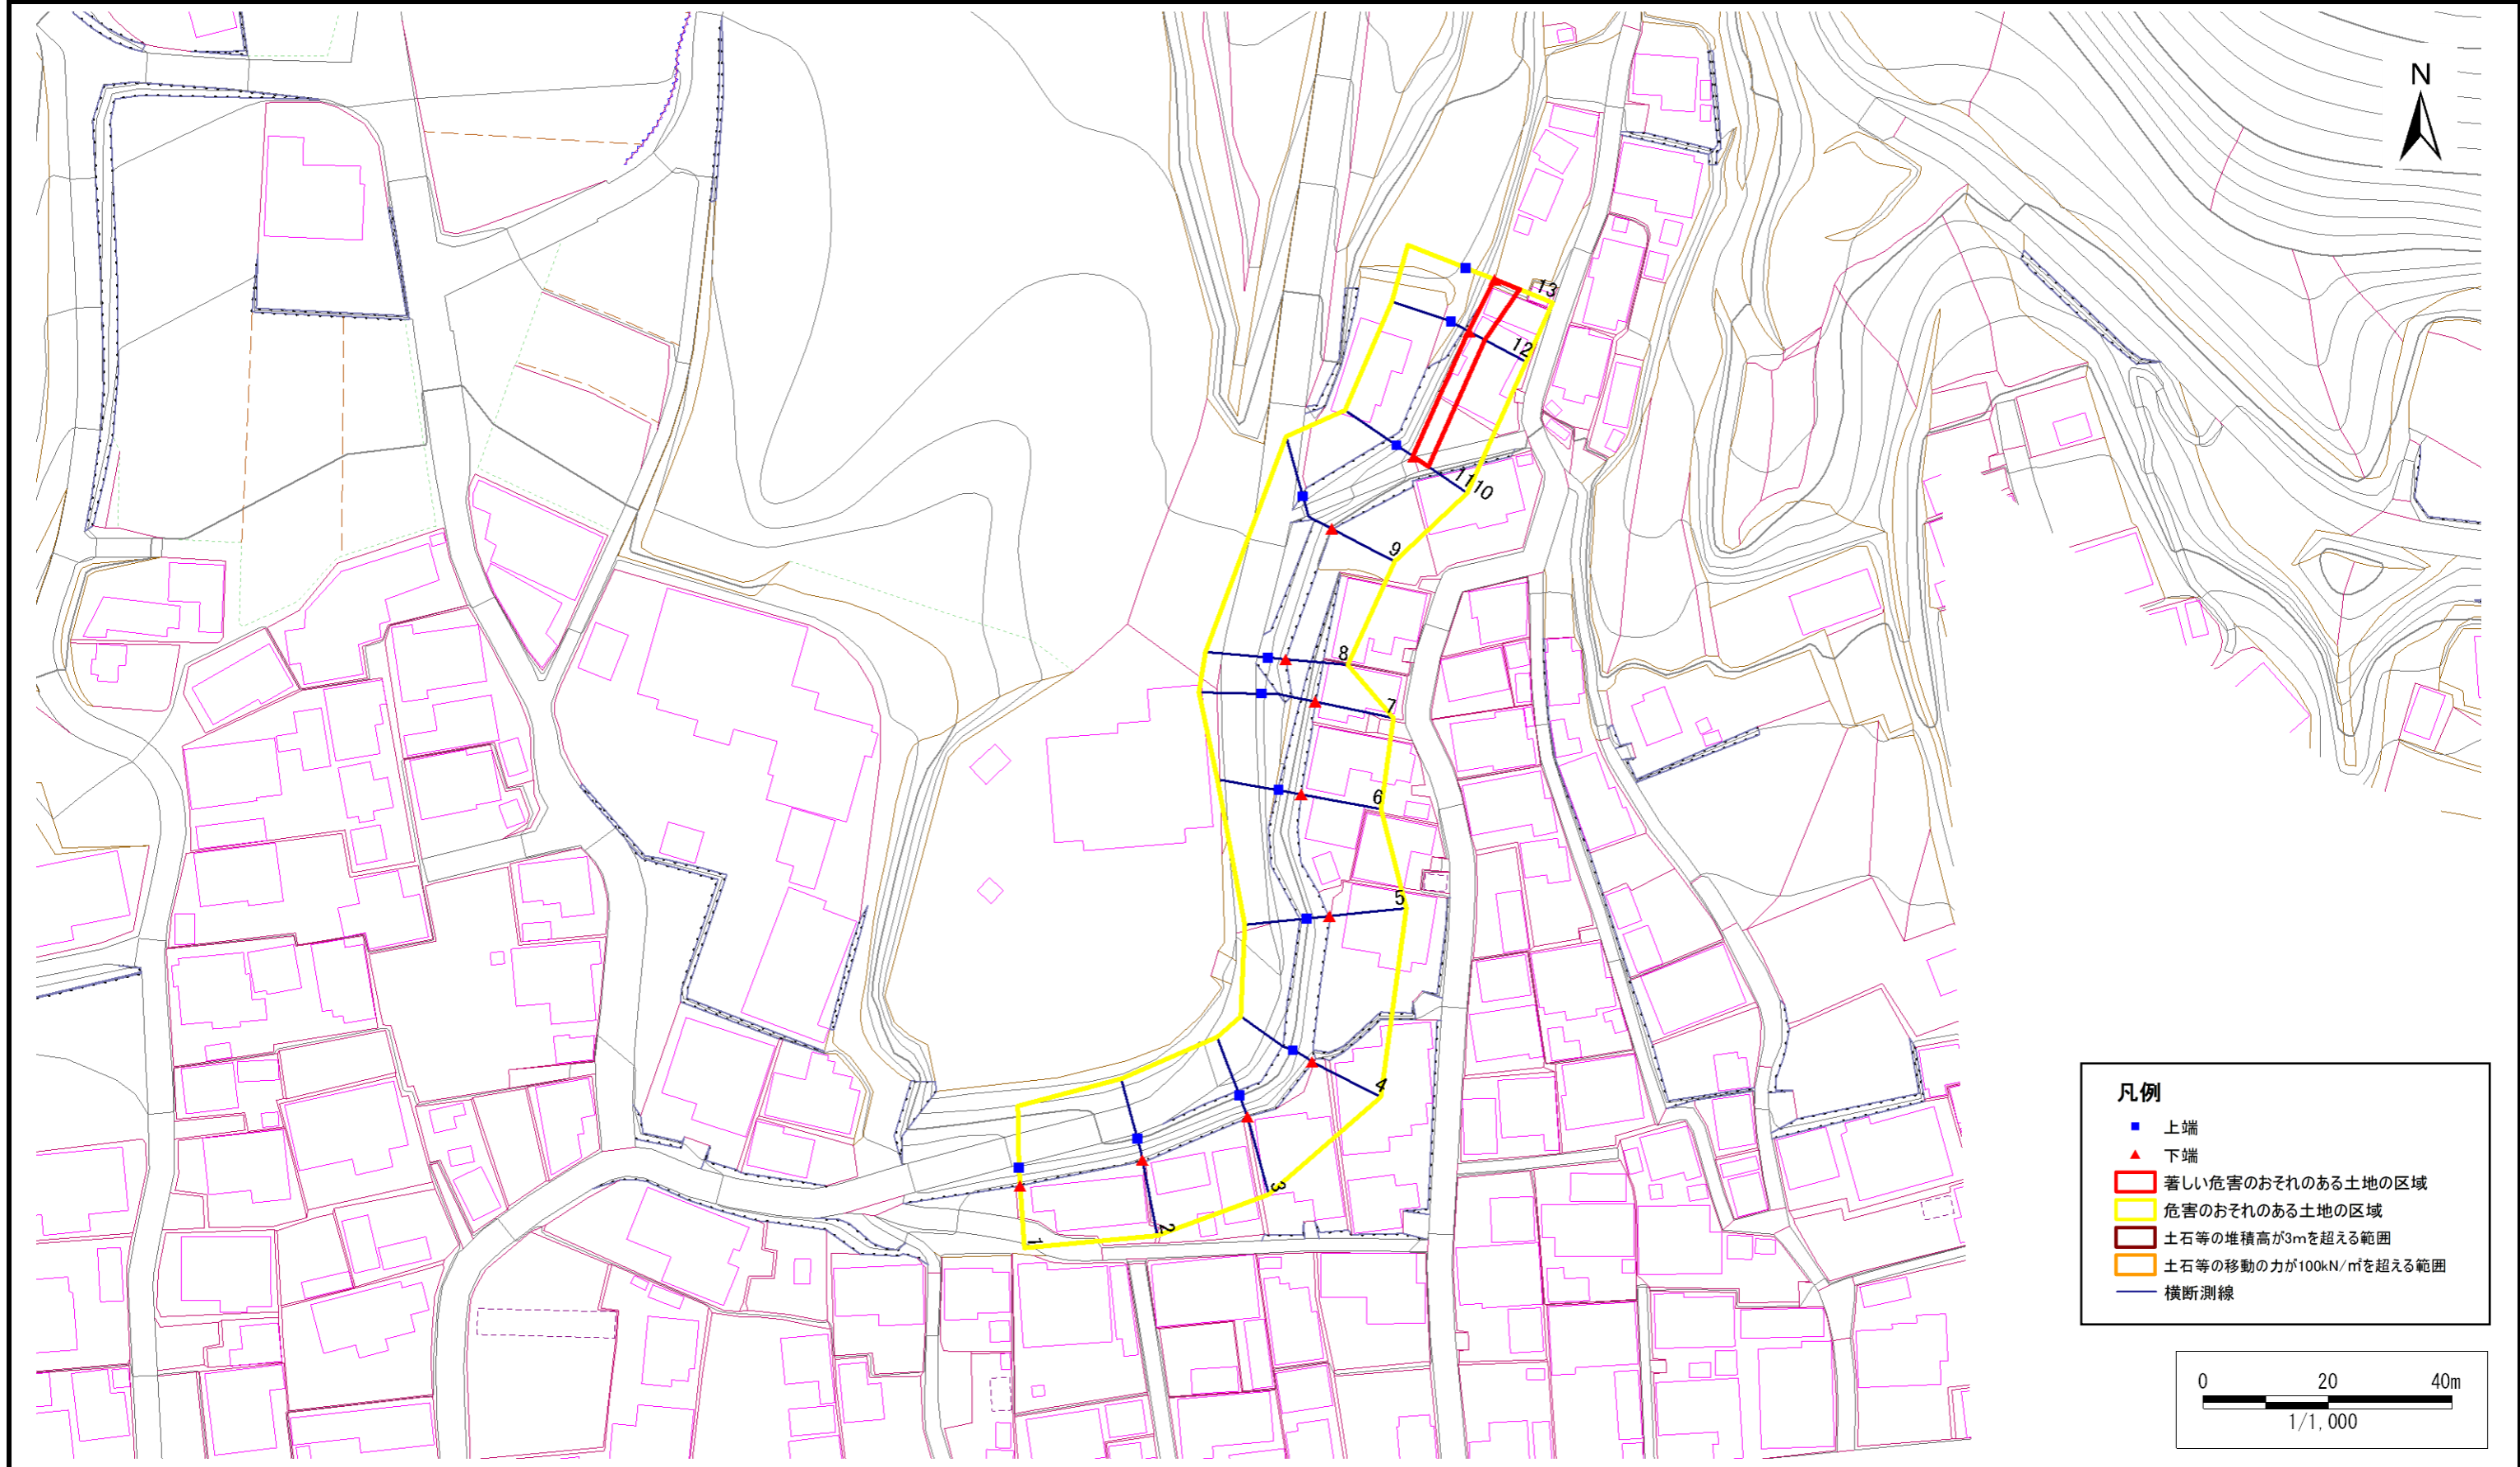 N
13
12
1110
9
8
7
6
5
4
3
2
1
凡例
上端
下端
著しい危害のおそれのある土地の区域
危害のおそれのある土地の区域
土石等の堆積高が3mを超える範囲
土石等の移動の力が100kN/㎡を超える範囲
横断測線
0 20 40m
1/1,000